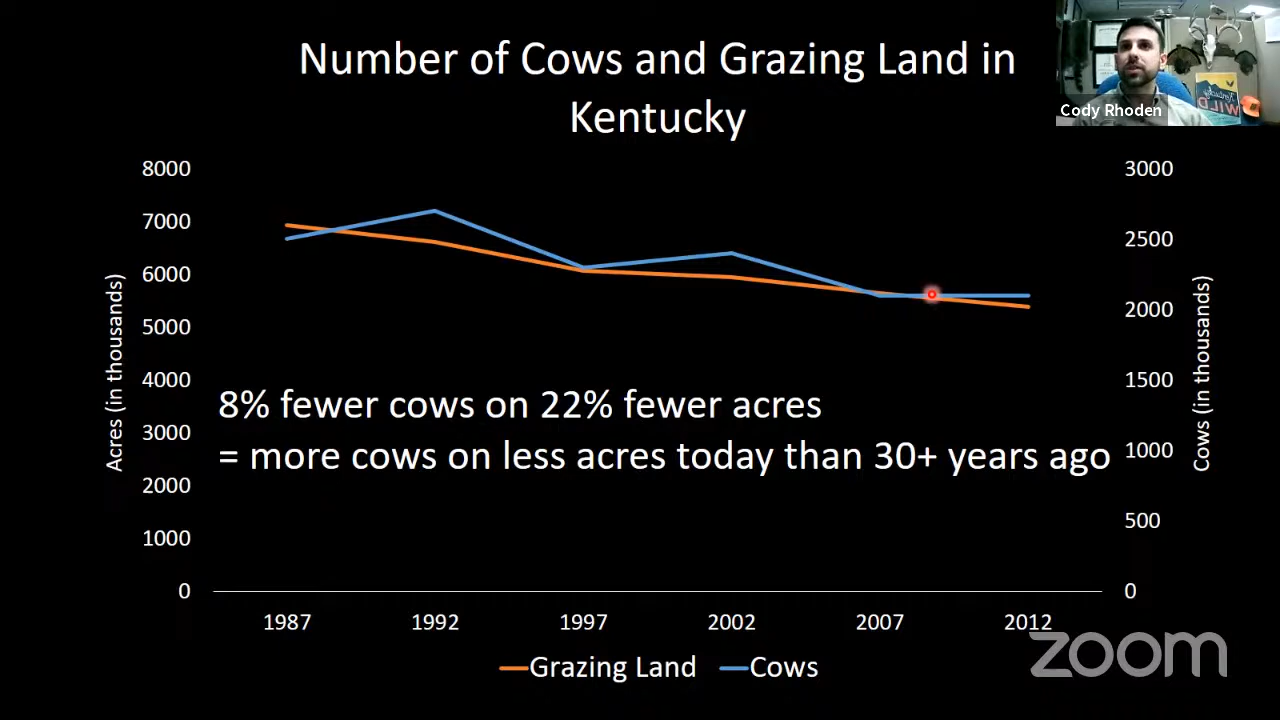 Number of Cows and Grazing Land in
Kentucky
Cody Rhoden
Kentucky
WILD
8000
7000
6000
5000
4000
3000
2000
1000
0
Acres (in thousands)
3000
2500
2000
1500
1000
500
0
Cows (in thousands)
8% fewer cows on 22% fewer acres
= more cows on less acres today than 30+ years ago
1987 1992 1997 2002 2007 2012
Grazing Land Cows
zoom